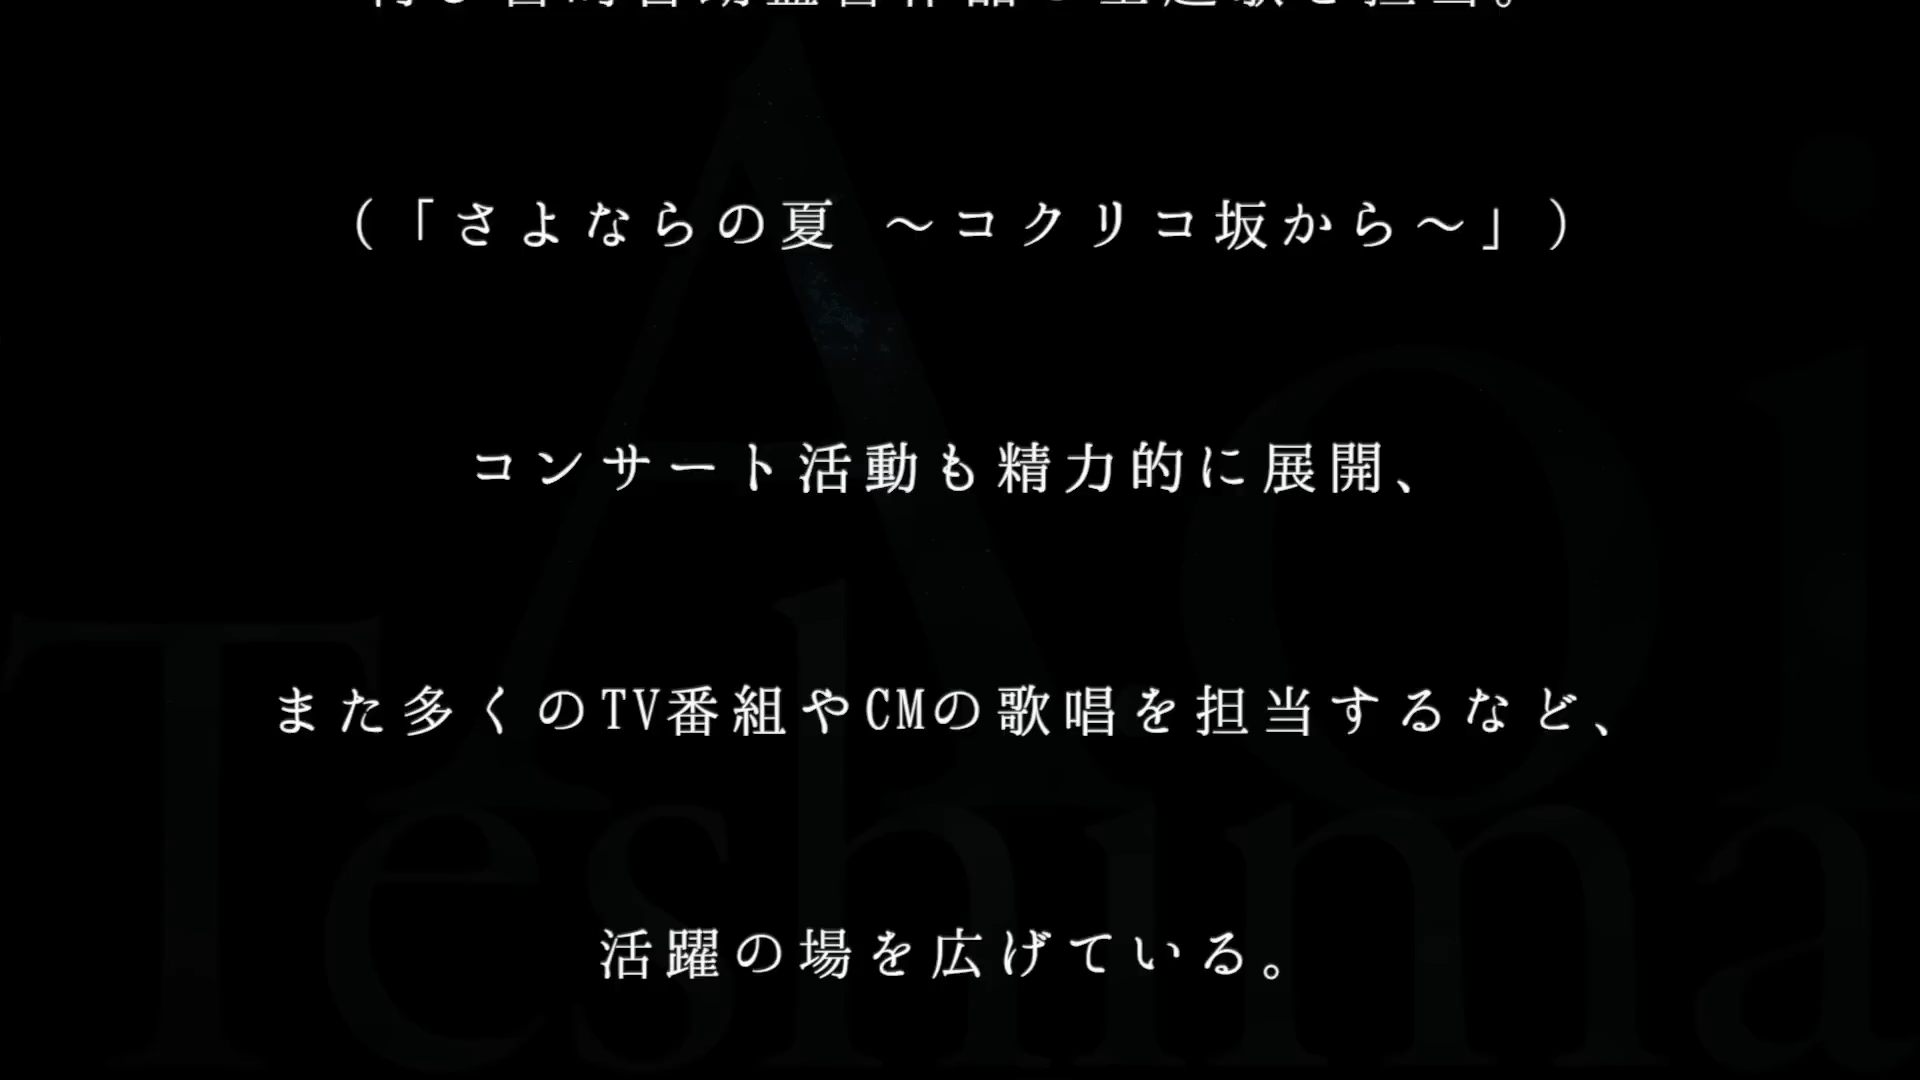 （「さよならの夏 ～コクリコ坂から～」）
コンサート活動も精力的に展開、
また多くのTV番組やCMの歌唱を担当するなど、
活躍の場を広げている。
Aoi
Teshima